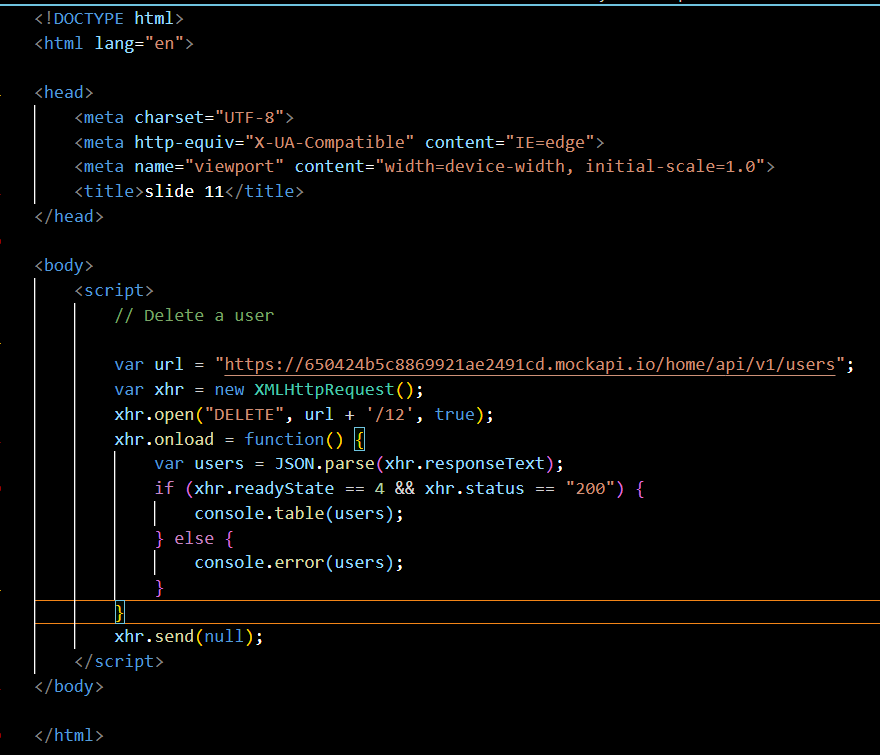 <!DOCTYPE html>
<html lang="en">
<head>
<meta charset="UTF-8">
<meta http-equiv="X-UA-Compatible" content="IE=edge">
<meta name="viewport" content="width=device-width, initial-scale=1.0">
<title>slide 11</title>
</head>
<body>
<script>
// Delete a user
var url = "https://650424b5c8869921ae2491cd.mockapi.io/home/api/v1/users";
var xhr = new XMLHttpRequest();
xhr.open("DELETE", url + '/12', true);
xhr.onload = function() {
var users = JSON.parse(xhr.responseText);
if (xhr.readyState == 4 && xhr.status == "200") {
console.table(users);
} else {
console.error(users);
}
}
xhr.send(null);
</script>
</body>
</html>